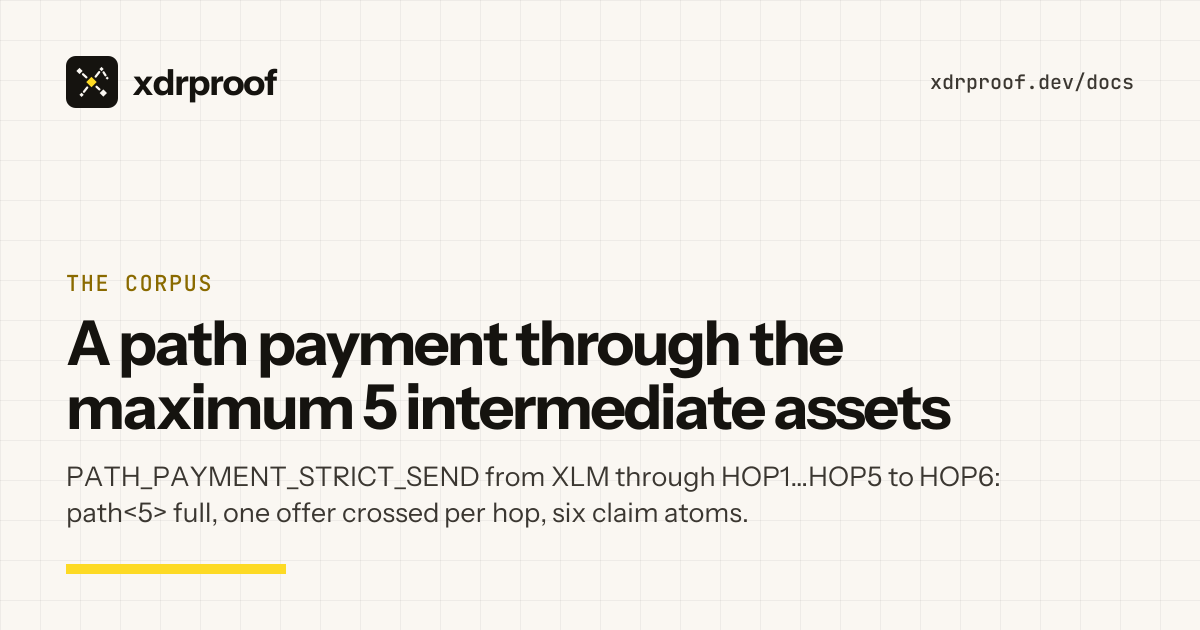 xdrproof
xdrproof.dev/docs
THE CORPUS
A path payment through the
maximum 5 intermediate assets
PATH_PAYMENT_STRICT_SEND from XLM through HOP1…HOP5 to HOP6:
path<5> full, one offer crossed per hop, six claim atoms.